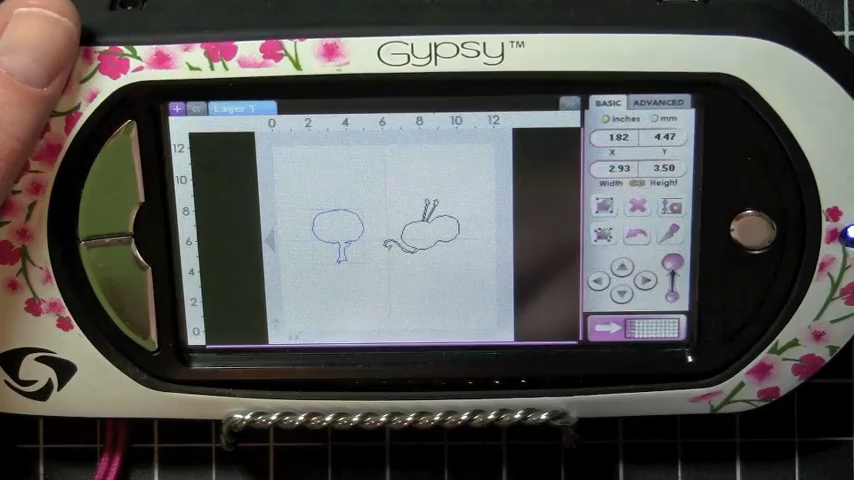 Gypsy™
+ << Layer 1 >>
BASIC ADVANCED
inches mm
0 2 4 6 8 10 12
1.82 4.47
X Y
2.93 3.50
Width Height
12
10
8
6
4
2
0